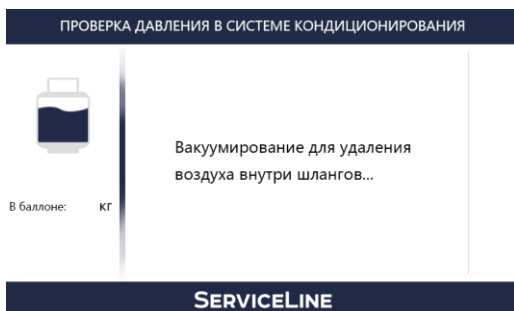 ПРОВЕРКА ДАВЛЕНИЯ В СИСТЕМЕ КОНДИЦИОНИРОВАНИЯ
Вакуумирование для удаления
воздуха внутри шлангов...
В баллоне: кг
SERVICELINE